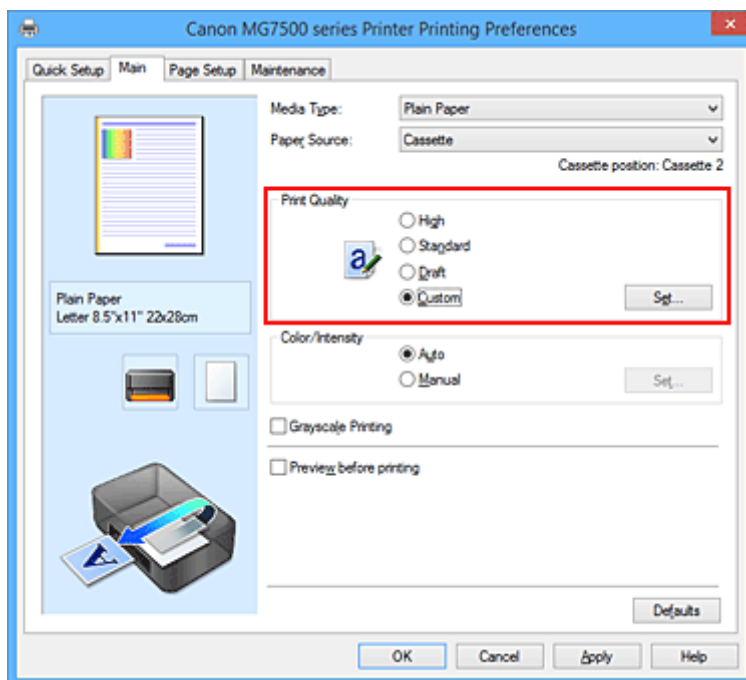 Canon MG7500 series Printer Printing Preferences
Quick Setup Main Page Setup Maintenance
Media Type: Plain Paper
Paper Source: Cassette
Cassette position: Cassette 2
Print Quality
High
Standard
a
Draft
Custom Set...
Plain Paper
Letter 8.5"x11" 22x28cm
Color/Intensity
Auto
Manual Set...
Grayscale Printing
Preview before printing
A
Defaults
OK Cancel Apply Help